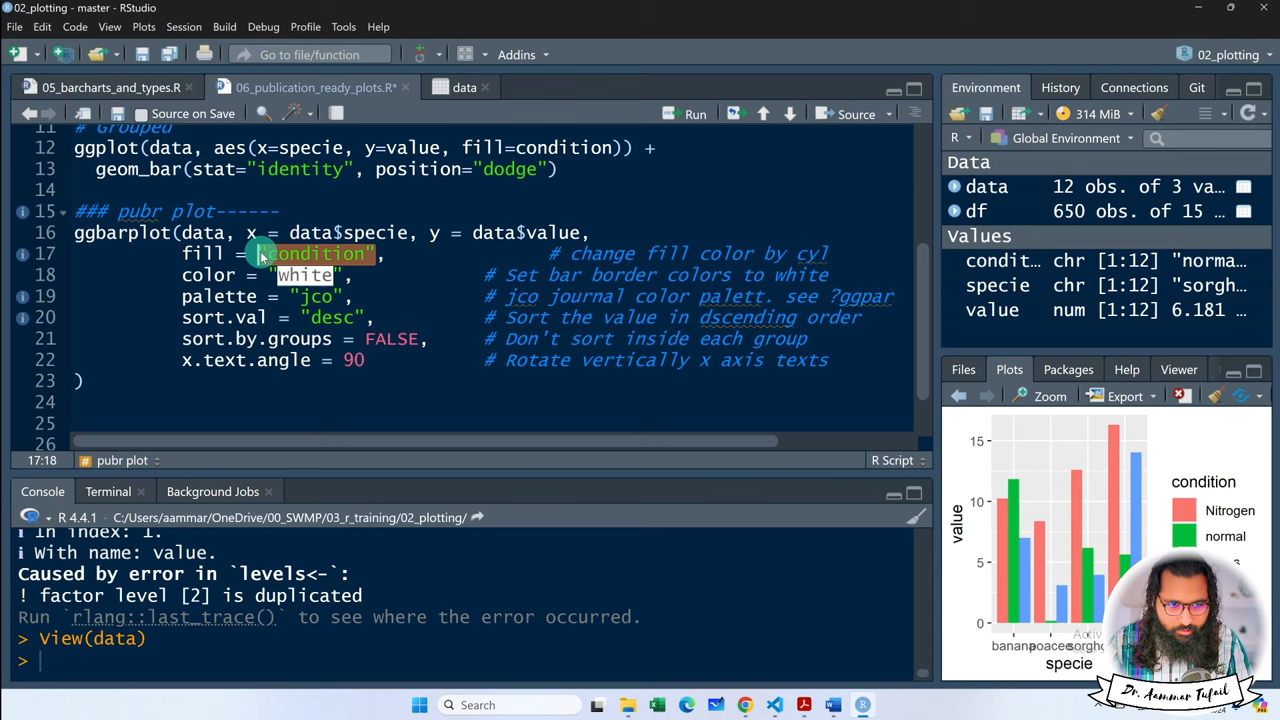 02_plotting - master - RStudio
File Edit Code View Plots Session Build Debug Profile Tools Help
Go to file/function
Addins
02_plotting
05_barcharts_and_types.R
06_publication_ready_plots.R*
data
Source on Save
Run
Source
11 # Grouped
12 ggplot(data, aes(x=specie, y=value, fill=condition)) +
13 geom_bar(stat="identity", position="dodge")
14
15 ### pubr plot------
16 ggbarplot(data, x = data$specie, y = data$value,
17 fill = "condition", # change fill color by cyl
18 color = "white", # Set bar border colors to white
19 palette = "jco", # jco journal color palett. see ?ggpar
20 sort.val = "desc", # Sort the value in dscending order
21 sort.by.groups = FALSE, # Don't sort inside each group
22 x.text.angle = 90 # Rotate vertically x axis texts
23 )
24
25
26
17:18 # pubr plot R Script
Console Terminal Background Jobs
R 4.4.1 · C:/Users/aammar/OneDrive/00_SWMP/03_r_training/02_plotting/
i In index: 1.
i With name: value.
Caused by error in `levels<-`:
! factor level [2] is duplicated
Run `rlang::last_trace()` to see where the error occurred.
> View(data)
>
Environment History Connections Git
314 MiB
R Global Environment
Data
data 12 obs. of 3 va...
df 650 obs. of 15 ...
Values
condit... chr [1:12] "norma...
specie chr [1:12] "sorgh...
value num [1:12] 6.181 ...
Files Plots Packages Help Viewer
Zoom Export
15
10
5
0
value
banana poacee sorgho
specie
condition
Nitrogen
normal
Dr. Aammar Tufail
Search